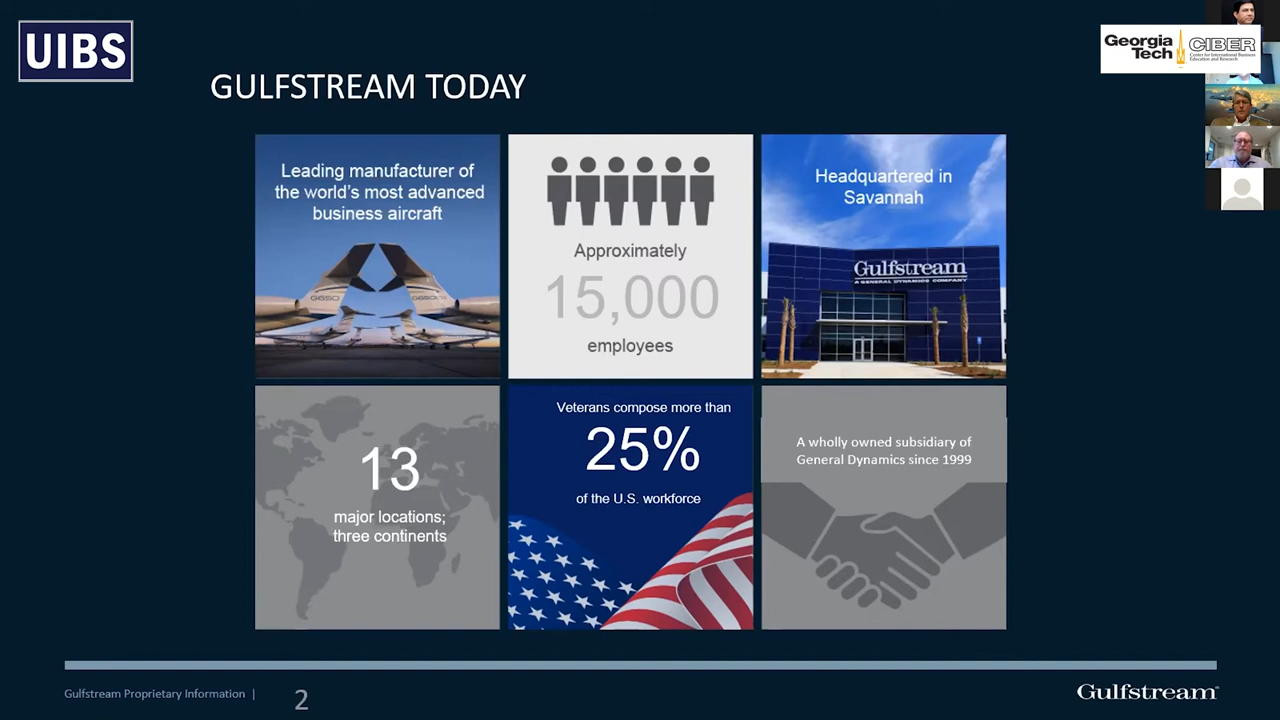 UIBS
Georgia
Tech
CIBER
Center for International Business
Education and Research
GULFSTREAM TODAY
Leading manufacturer of
the world's most advanced
business aircraft
G650
Approximately
15,000
employees
Headquartered in
Savannah
Gulfstream
A GENERAL DYNAMICS COMPANY
13
major locations;
three continents
Veterans compose more than
25%
of the U.S. workforce
A wholly owned subsidiary of
General Dynamics since 1999
Gulfstream Proprietary Information |
2
Gulfstream